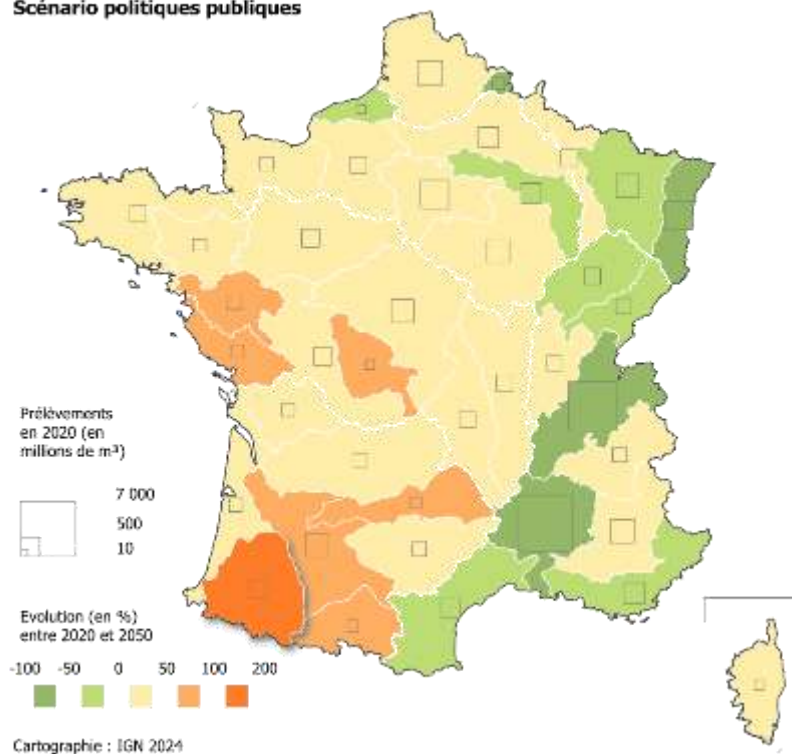 Scénario politiques publiques
Prélèvements
en 2020 (en
millions de m³)
7 000
500
10
Evolution (en %)
entre 2020 et 2050
-100 -50 0 50 100 200
Cartographie : IGN 2024